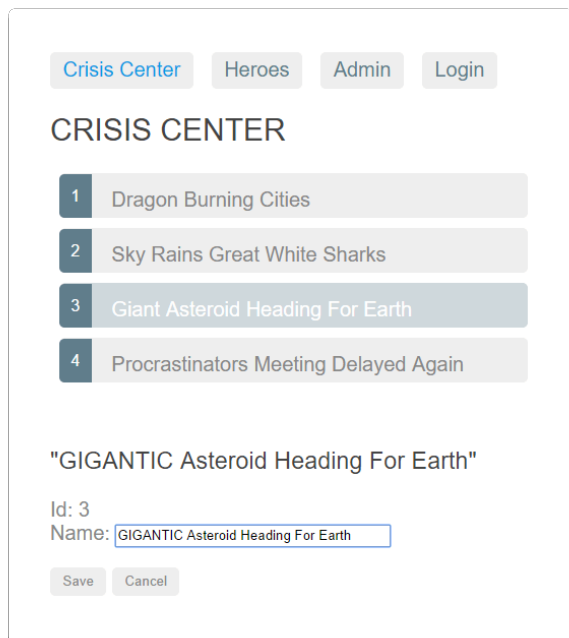 Crisis Center Heroes Admin Login
CRISIS CENTER
1 Dragon Burning Cities
2 Sky Rains Great White Sharks
3 Giant Asteroid Heading For Earth
4 Procrastinators Meeting Delayed Again
"GIGANTIC Asteroid Heading For Earth"
Id: 3
Name: GIGANTIC Asteroid Heading For Earth
Save Cancel